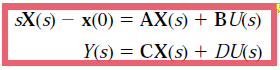 sX(s) − x(0) = AX(s) + BU(s)
Y(s) = CX(s) + DU(s)